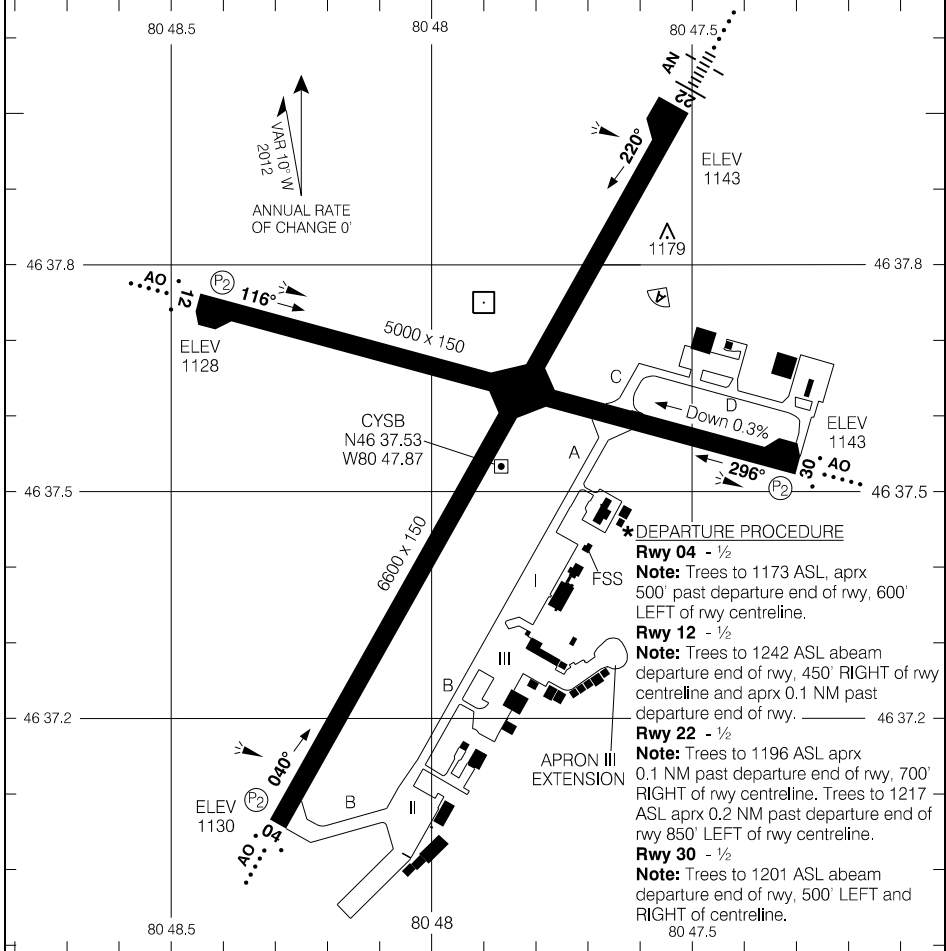 80 48.5
80 48
80 47.5
AN
22
VAR 10° W
2012
220°
ELEV
1143
ANNUAL RATE
OF CHANGE 0'
1179
46 37.8
46 37.8
AO
12
P2
116°
A
5000 x 150
ELEV
1128
C
D
Down 0.3%
CYSB
N46 37.53
W80 47.87
A
ELEV
1143
296°
30
AO
P2
46 37.5
46 37.5
6600 x 150
FSS
I
III
B
*DEPARTURE PROCEDURE
Rwy 04 - ½
Note: Trees to 1173 ASL, aprx
500' past departure end of rwy, 600'
LEFT of rwy centreline.
Rwy 12 - ½
Note: Trees to 1242 ASL abeam
departure end of rwy, 450' RIGHT of rwy
centreline and aprx 0.1 NM past
departure end of rwy.
46 37.2
46 37.2
Rwy 22 - ½
Note: Trees to 1196 ASL aprx
0.1 NM past departure end of rwy, 700'
RIGHT of rwy centreline. Trees to 1217
ASL aprx 0.2 NM past departure end of
rwy 850' LEFT of rwy centreline.
Rwy 30 - ½
Note: Trees to 1201 ASL abeam
departure end of rwy, 500' LEFT and
RIGHT of centreline.
040°
APRON III
EXTENSION
P2
ELEV
1130
B
II
04
AO
80 48.5
80 48
80 47.5